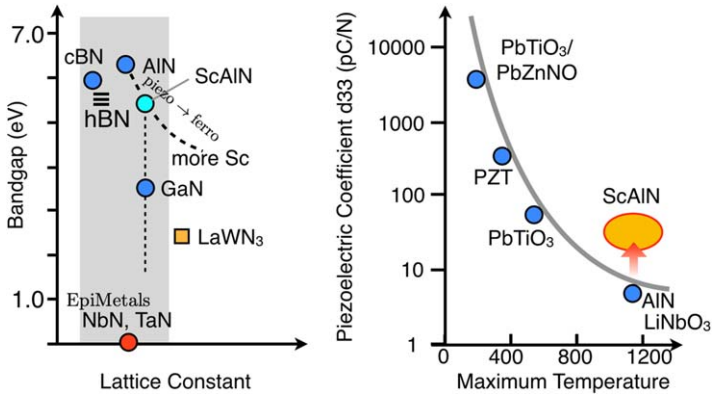 7.0
cBN
AlN
ScAlN
piezo → ferro
hBN
more Sc
GaN
LaWN₃
1.0
EpiMetals
NbN, TaN
Bandgap (eV)
Lattice Constant
10000
PbTiO₃/
PbZnNO
1000
PZT
100
ScAlN
PbTiO₃
10
AlN
LiNbO₃
1
0
400
800
1200
Piezoelectric Coefficient d33 (pC/N)
Maximum Temperature